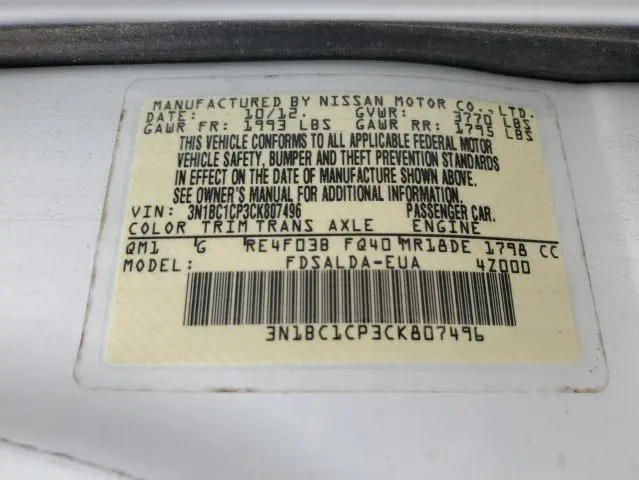 MANUFACTURED BY NISSAN MOTOR CO., LTD.
DATE: 10/12. GVWR: 3770 LBS
GAWR FR: 1993 LBS GAWR RR: 1795 LBS
THIS VEHICLE CONFORMS TO ALL APPLICABLE FEDERAL MOTOR
VEHICLE SAFETY, BUMPER AND THEFT PREVENTION STANDARDS
IN EFFECT ON THE DATE OF MANUFACTURE SHOWN ABOVE.
SEE OWNER'S MANUAL FOR ADDITIONAL INFORMATION.
VIN: 3N1BC1CP3CK807496 PASSENGER CAR.
COLOR TRIM TRANS AXLE ENGINE
QM1 G RE4F03B FQ40 MR18DE 1798 CC
MODEL: FDSALDA-EUA 4Z000
3N1BC1CP3CK807496